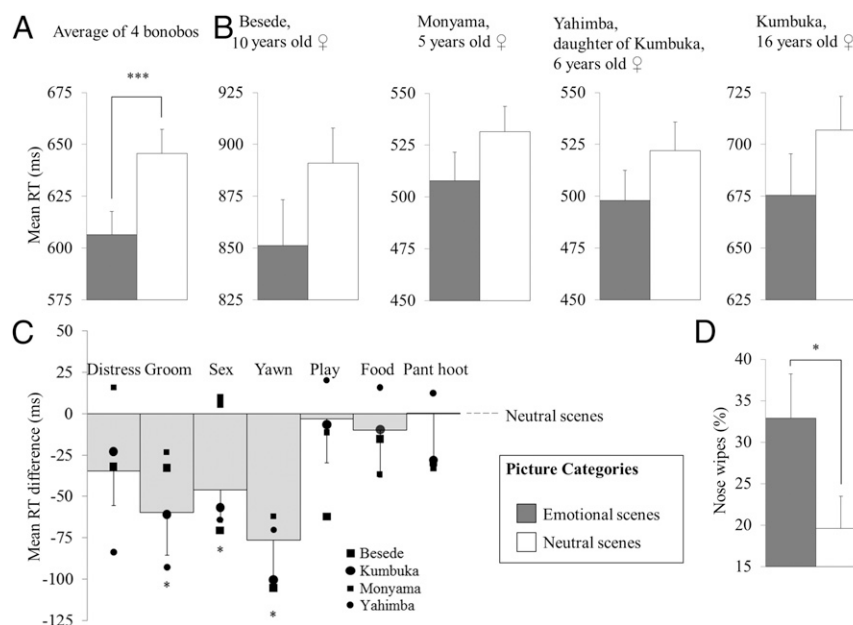 A
Average of 4 bonobos
B
Besede,
10 years old ♀
Monyama,
5 years old ♀
Yahimba,
daughter of Kumbuka,
6 years old ♀
Kumbuka,
16 years old ♀
Mean RT (ms)
675
650
625
600
575
***
925
900
875
850
825
550
525
500
475
450
550
525
500
475
450
725
700
675
650
625
C
Mean RT difference (ms)
50
25
0
-25
-50
-75
-100
-125
Distress Groom Sex Yawn Play Food Pant hoot
Neutral scenes
*
*
*
Besede
Kumbuka
Monyama
Yahimba
Picture Categories
Emotional scenes
Neutral scenes
D
Nose wipes (%)
40
35
30
25
20
15
*